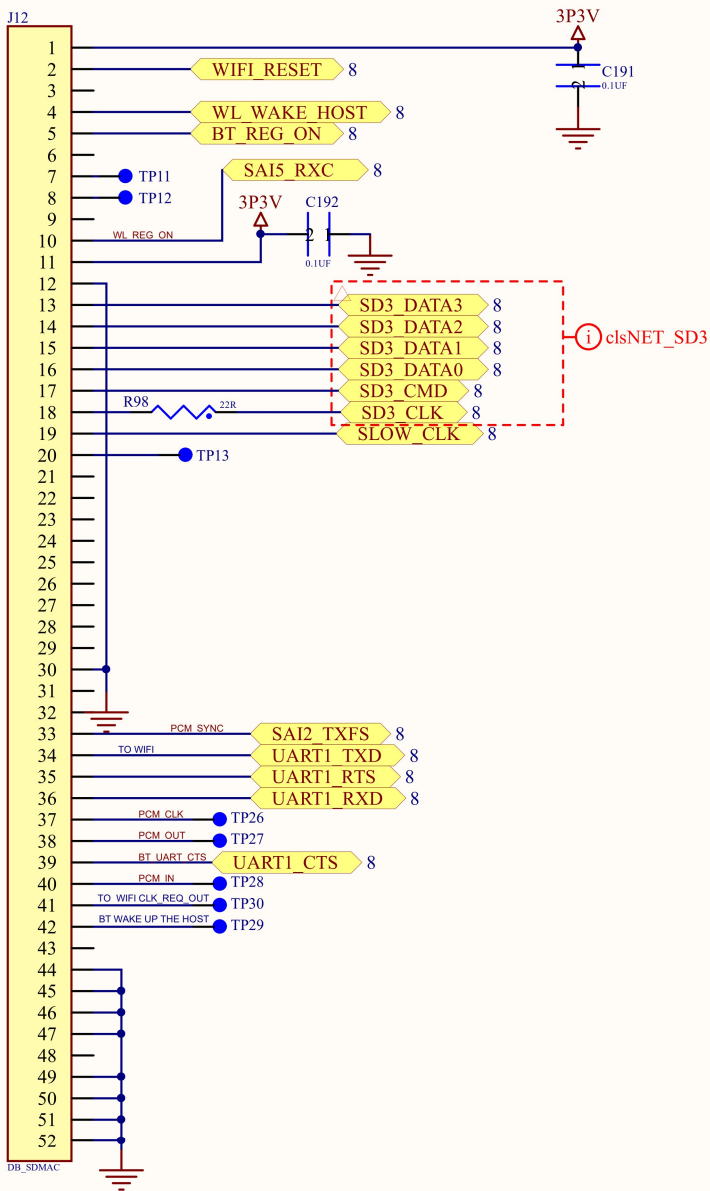 J12
3P3V
1
2 WIFI_RESET 8
1 2 C191
0.1UF
3
4 WL_WAKE_HOST 8
5 BT_REG_ON 8
6
7 TP11
SAI5_RXC 8
8 TP12
9
3P3V C192
10 WL_REG_ON
2 1
11
0.1UF
12
13 SD3_DATA3 8
14 SD3_DATA2 8
15 SD3_DATA1 8
i clsNET_SD3
16 SD3_DATA0 8
17 SD3_CMD 8
18 R98 22R SD3_CLK 8
19 SLOW_CLK 8
20 TP13
21
22
23
24
25
26
27
28
29
30
31
32
33 PCM_SYNC SAI2_TXFS 8
34 TO WIFI UART1_TXD 8
35 UART1_RTS 8
36 UART1_RXD 8
37 PCM_CLK TP26
38 PCM_OUT TP27
39 BT_UART_CTS UART1_CTS 8
40 PCM_IN TP28
41 TO WIFI CLK_REQ_OUT TP30
42 BT WAKE UP THE HOST TP29
43
44
45
46
47
48
49
50
51
52
DB_SDMAC